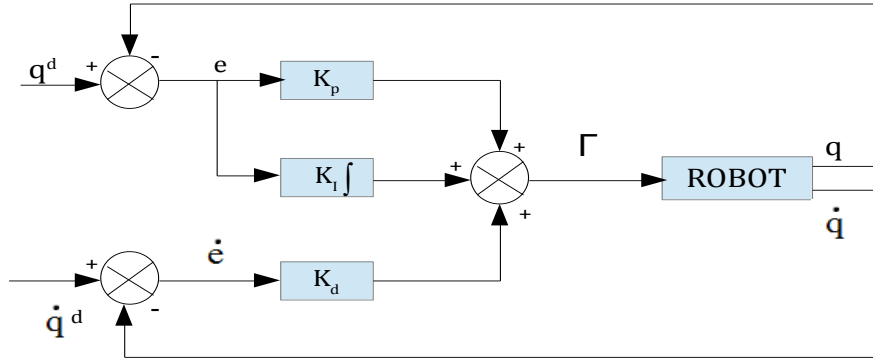 q^d + - e K_p
+ Γ q
K_I ∫ + ROBOT
+
q̇
ė
+ K_d
q̇^d -